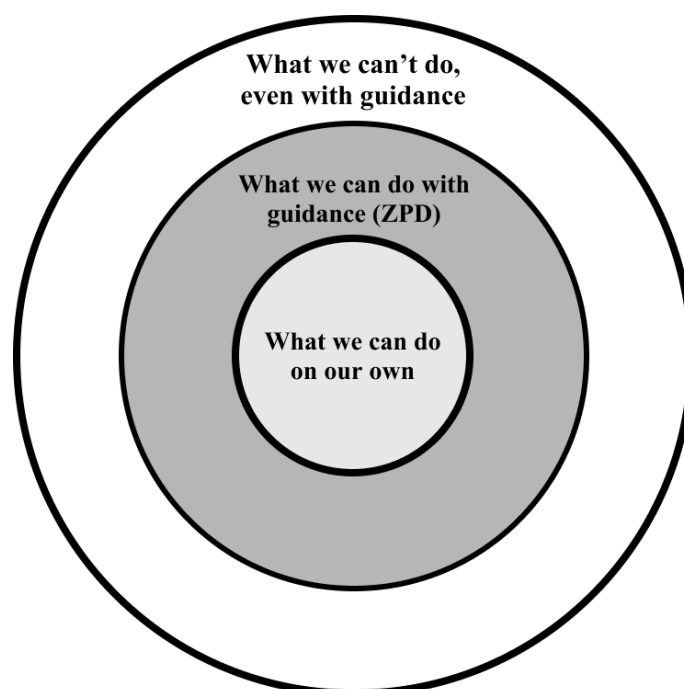 What we can’t do,
even with guidance
What we can do with
guidance (ZPD)
What we can do
on our own